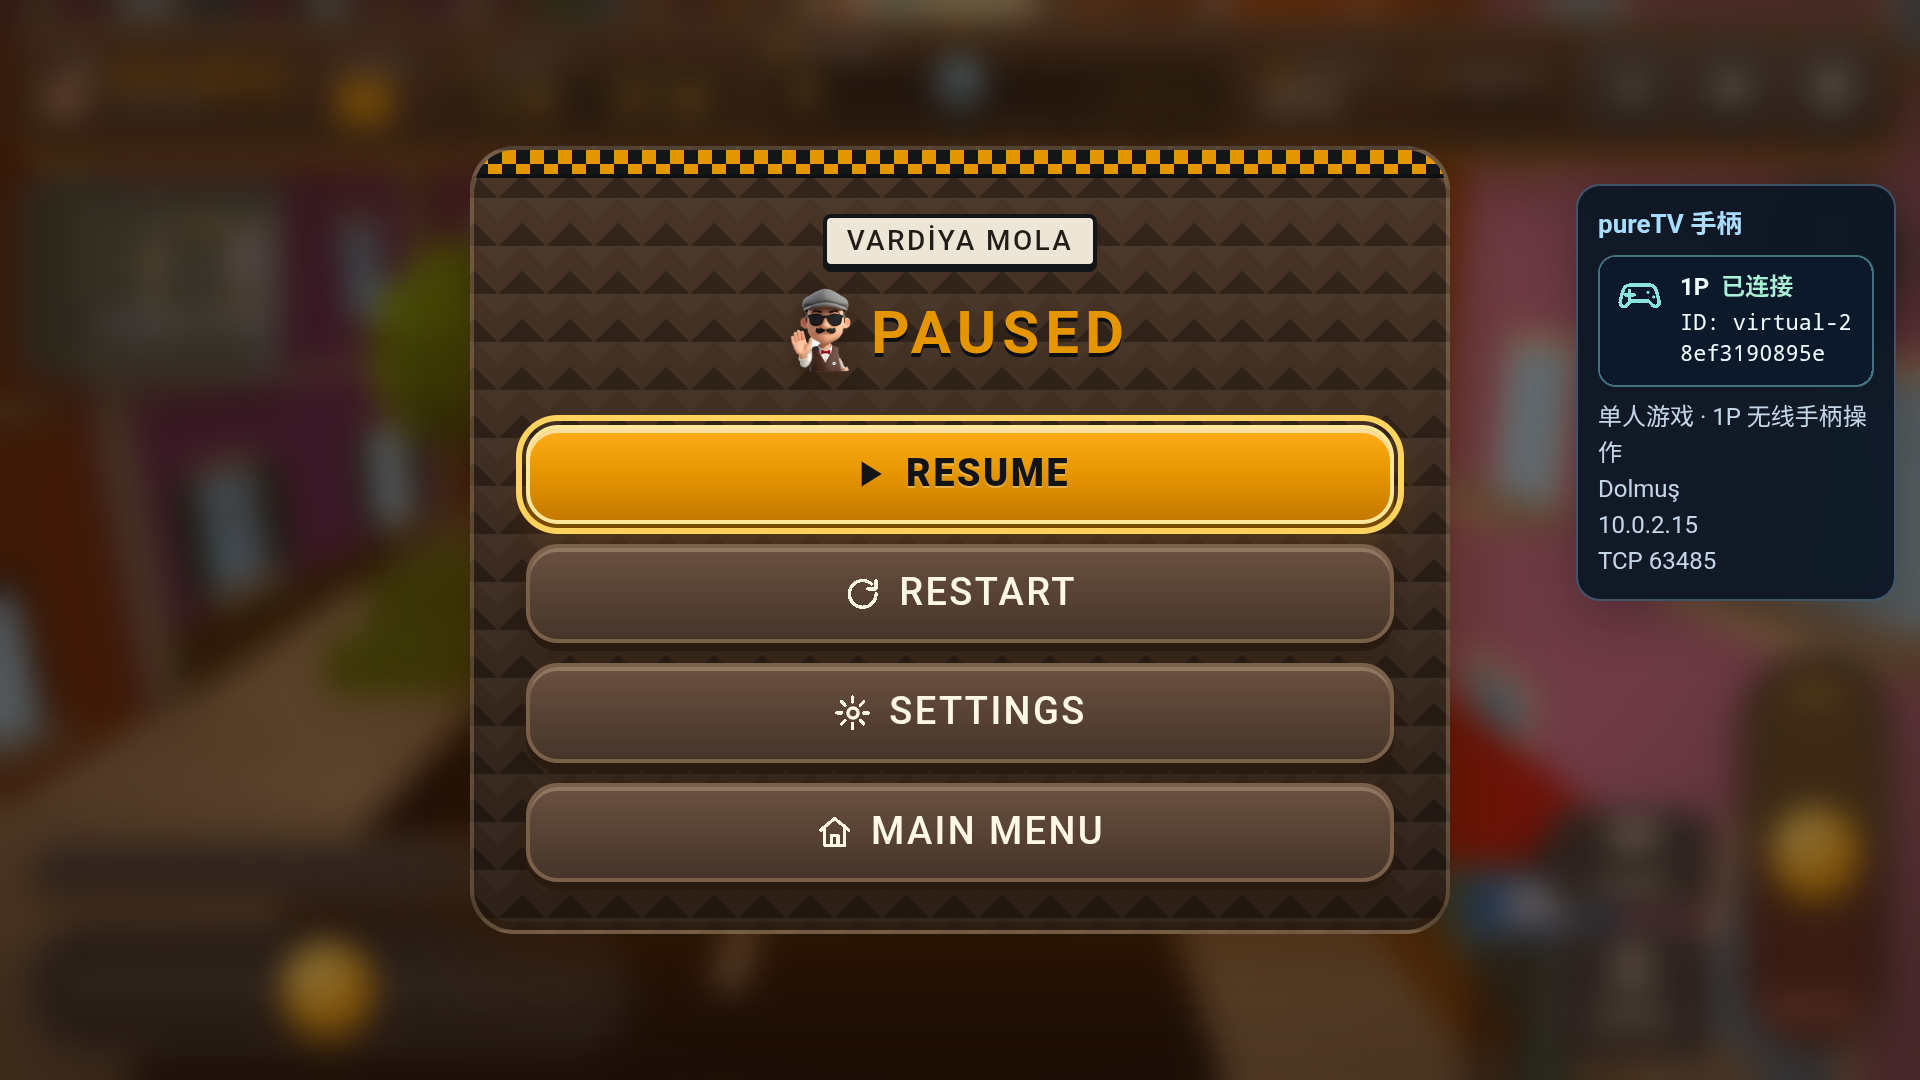 VARDİYA MOLA
PAUSED
RESUME
RESTART
SETTINGS
MAIN MENU
pureTV 手柄
1P 已连接
ID: virtual-2
8ef3190895e
单人游戏 · 1P 无线手柄操
作
Dolmuş
10.0.2.15
TCP 63485